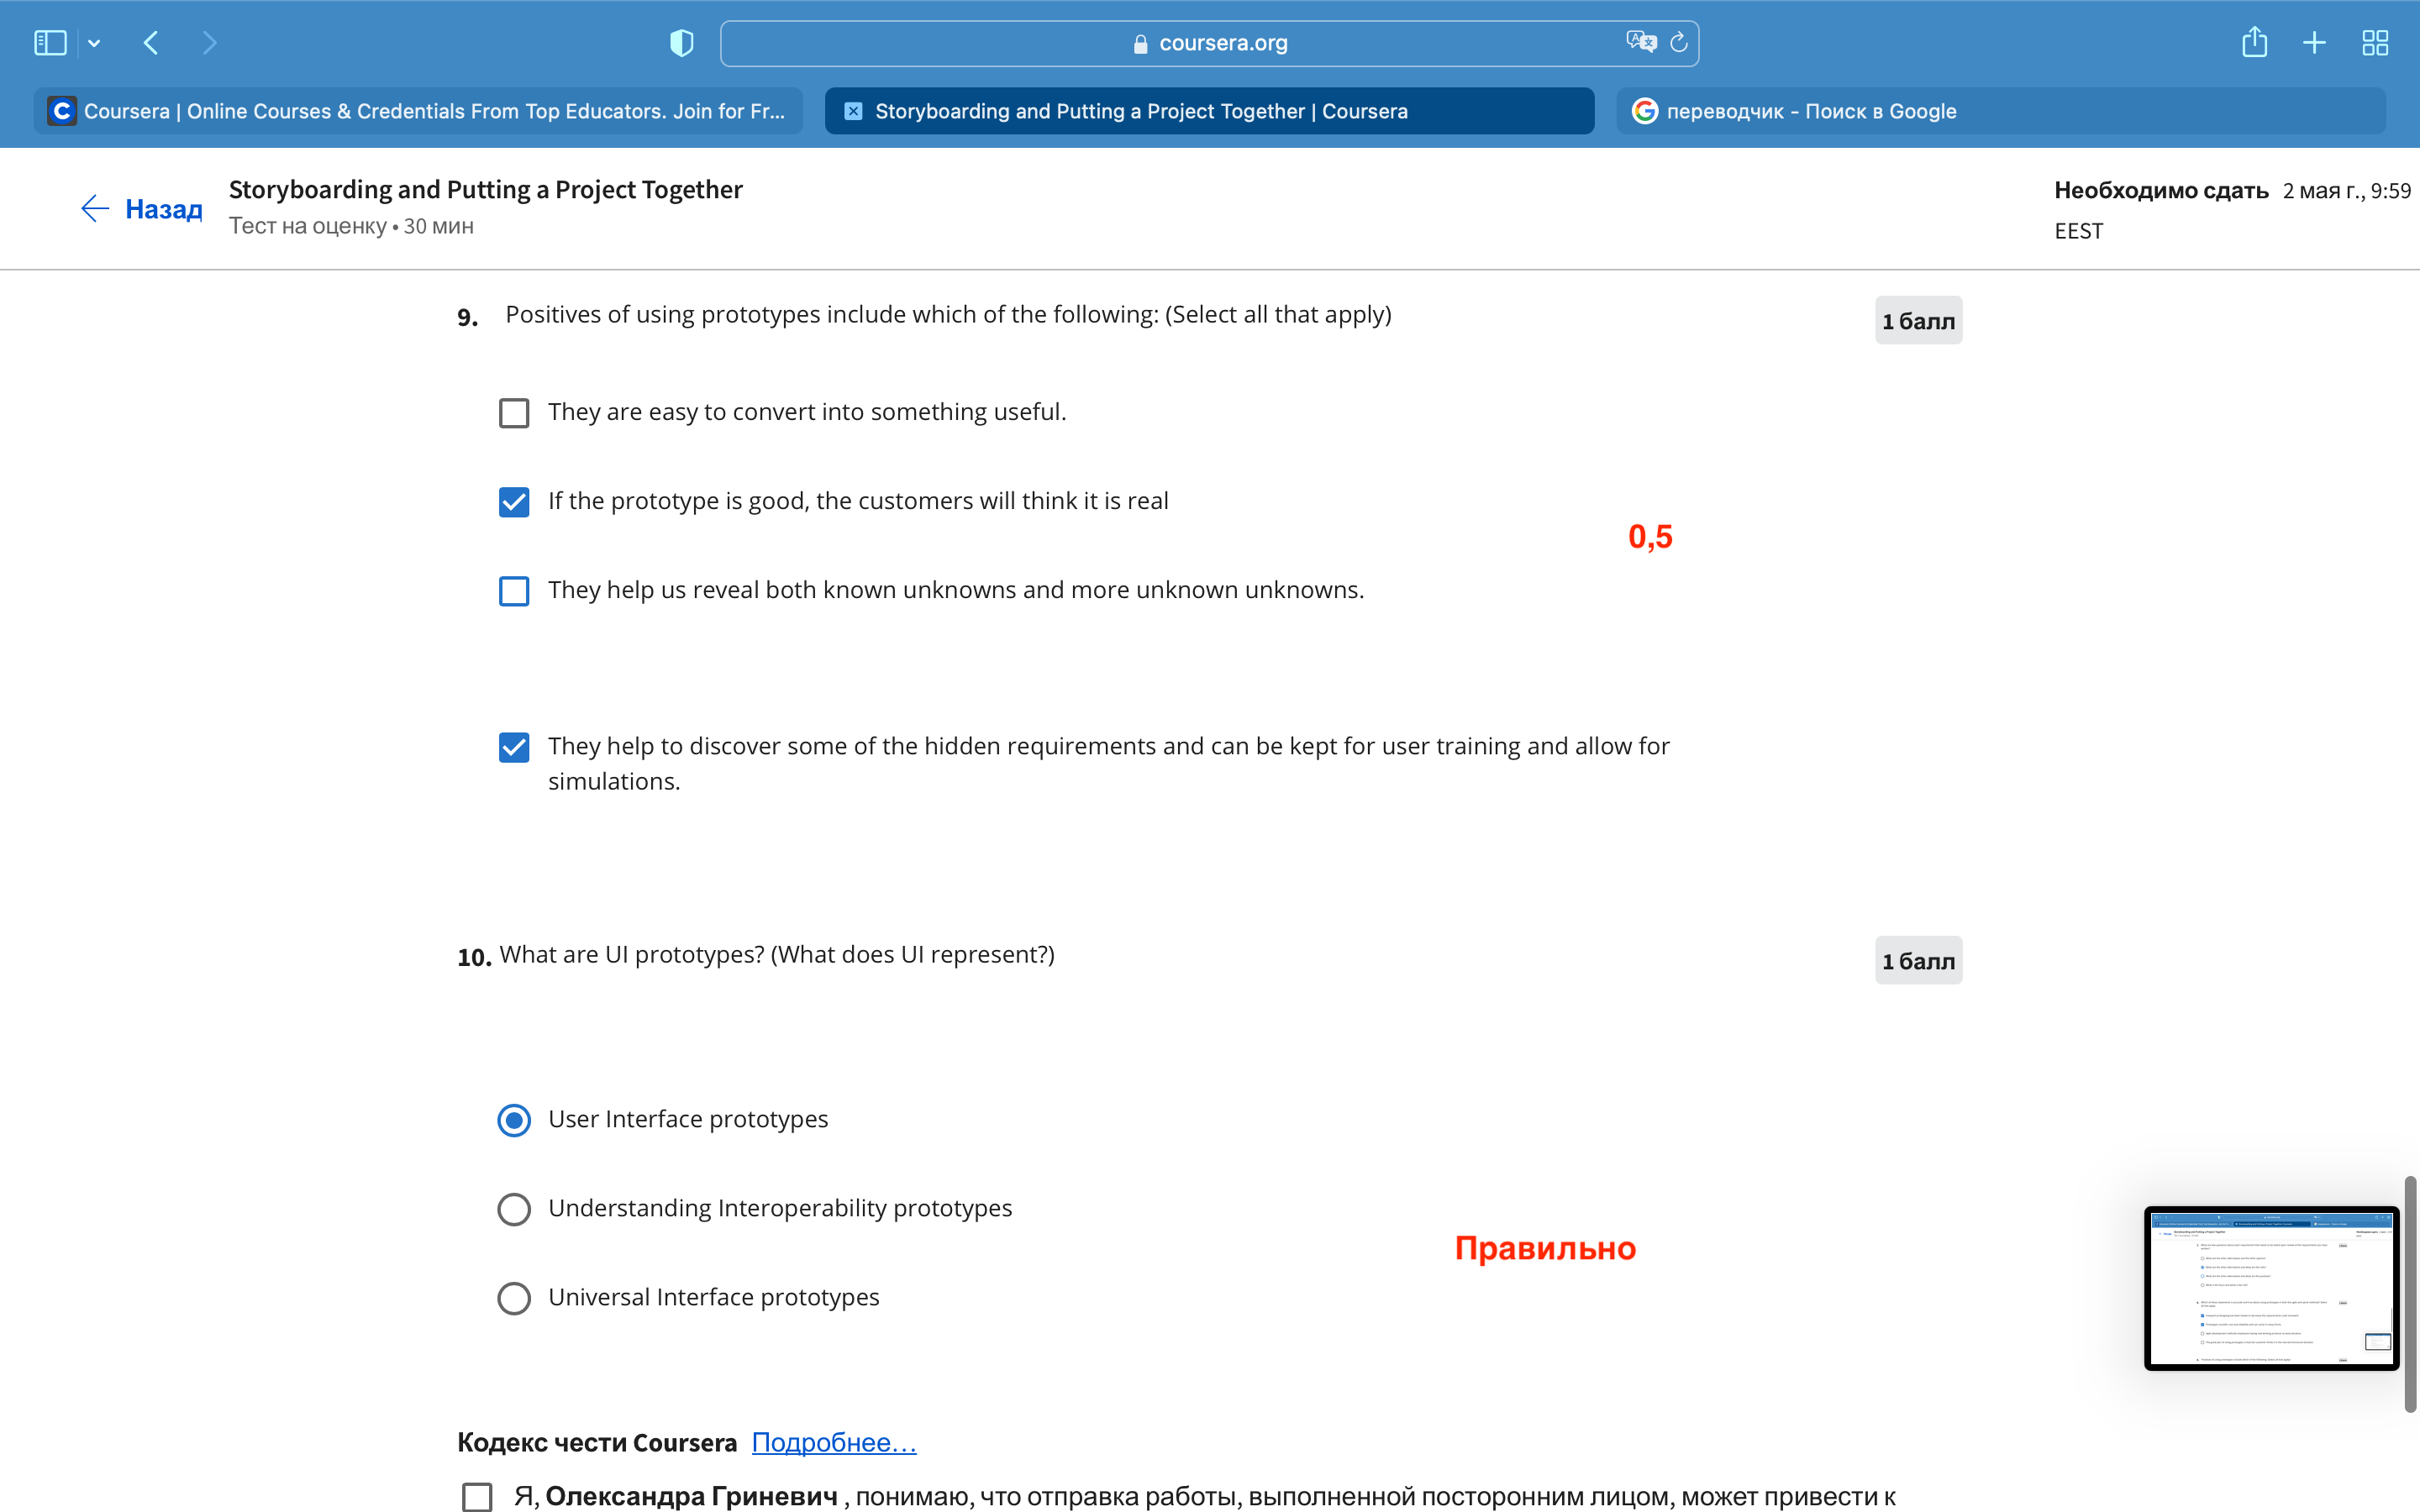 coursera.org
Coursera | Online Courses & Credentials From Top Educators. Join for Fr...
Storyboarding and Putting a Project Together | Coursera
переводчик - Поиск в Google
Назад
Storyboarding and Putting a Project Together
Тест на оценку • 30 мин
Необходимо сдать 2 мая г., 9:59
EEST
9. Positives of using prototypes include which of the following: (Select all that apply)
1 балл
They are easy to convert into something useful.
If the prototype is good, the customers will think it is real
0,5
They help us reveal both known unknowns and more unknown unknowns.
They help to discover some of the hidden requirements and can be kept for user training and allow for
simulations.
10. What are UI prototypes? (What does UI represent?)
1 балл
User Interface prototypes
Understanding Interoperability prototypes
Правильно
Universal Interface prototypes
Кодекс чести Coursera Подробнее...
Я, Олександра Гриневич , понимаю, что отправка работы, выполненной посторонним лицом, может привести к